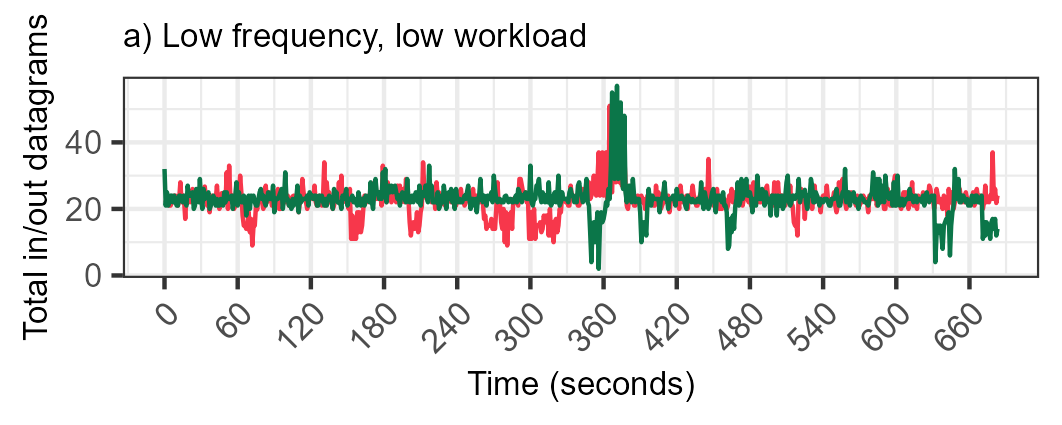 a) Low frequency, low workload
Total in/out datagrams
40
20
0
0 60 120 180 240 300 360 420 480 540 600 660
Time (seconds)